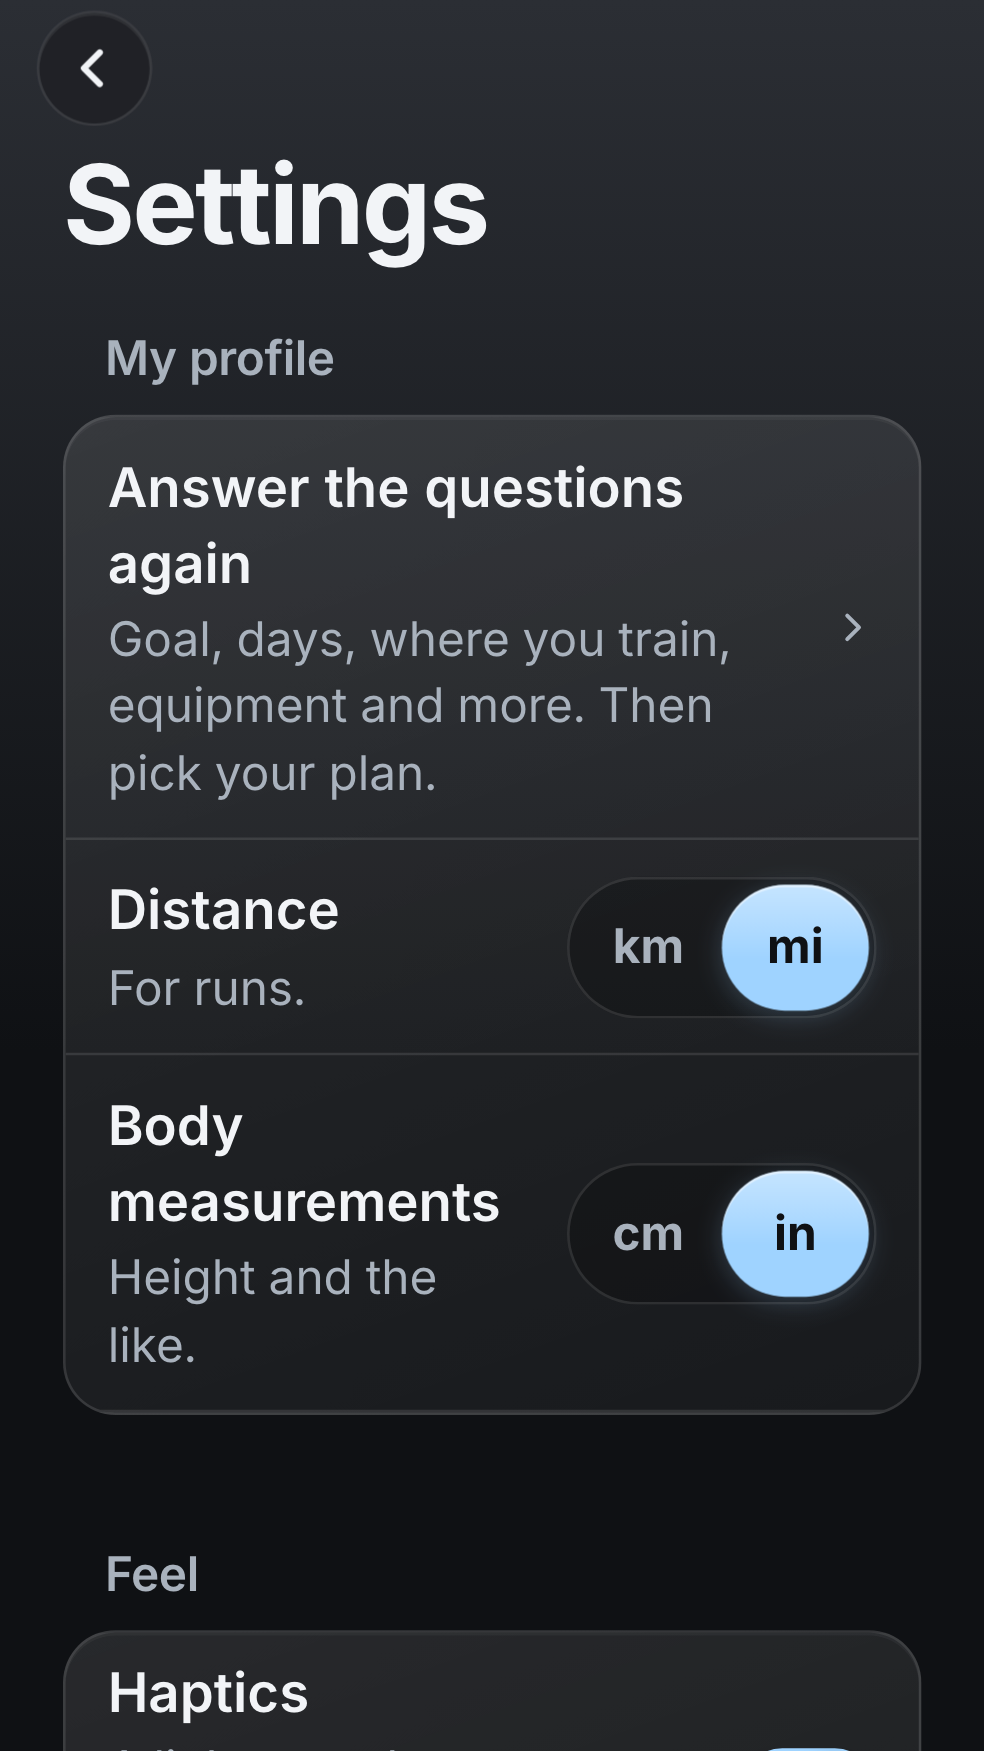 Settings
My profile
Answer the questions
again
Goal, days, where you train,
equipment and more. Then
pick your plan.
Distance
For runs.
km mi
Body
measurements
Height and the
like.
cm in
Feel
Haptics